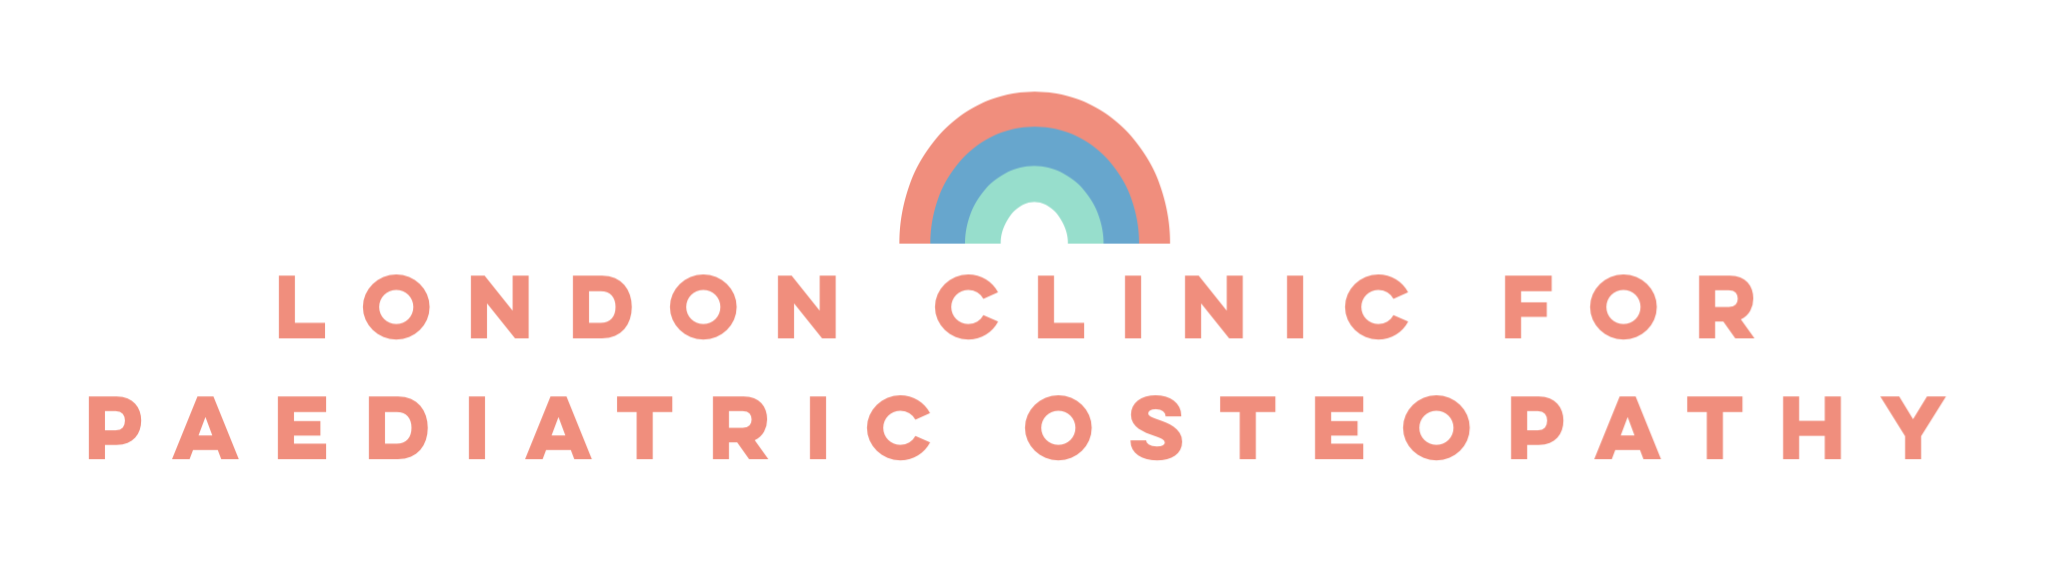 LONDON CLINIC FOR
PAEDIATRIC OSTEOPATHY